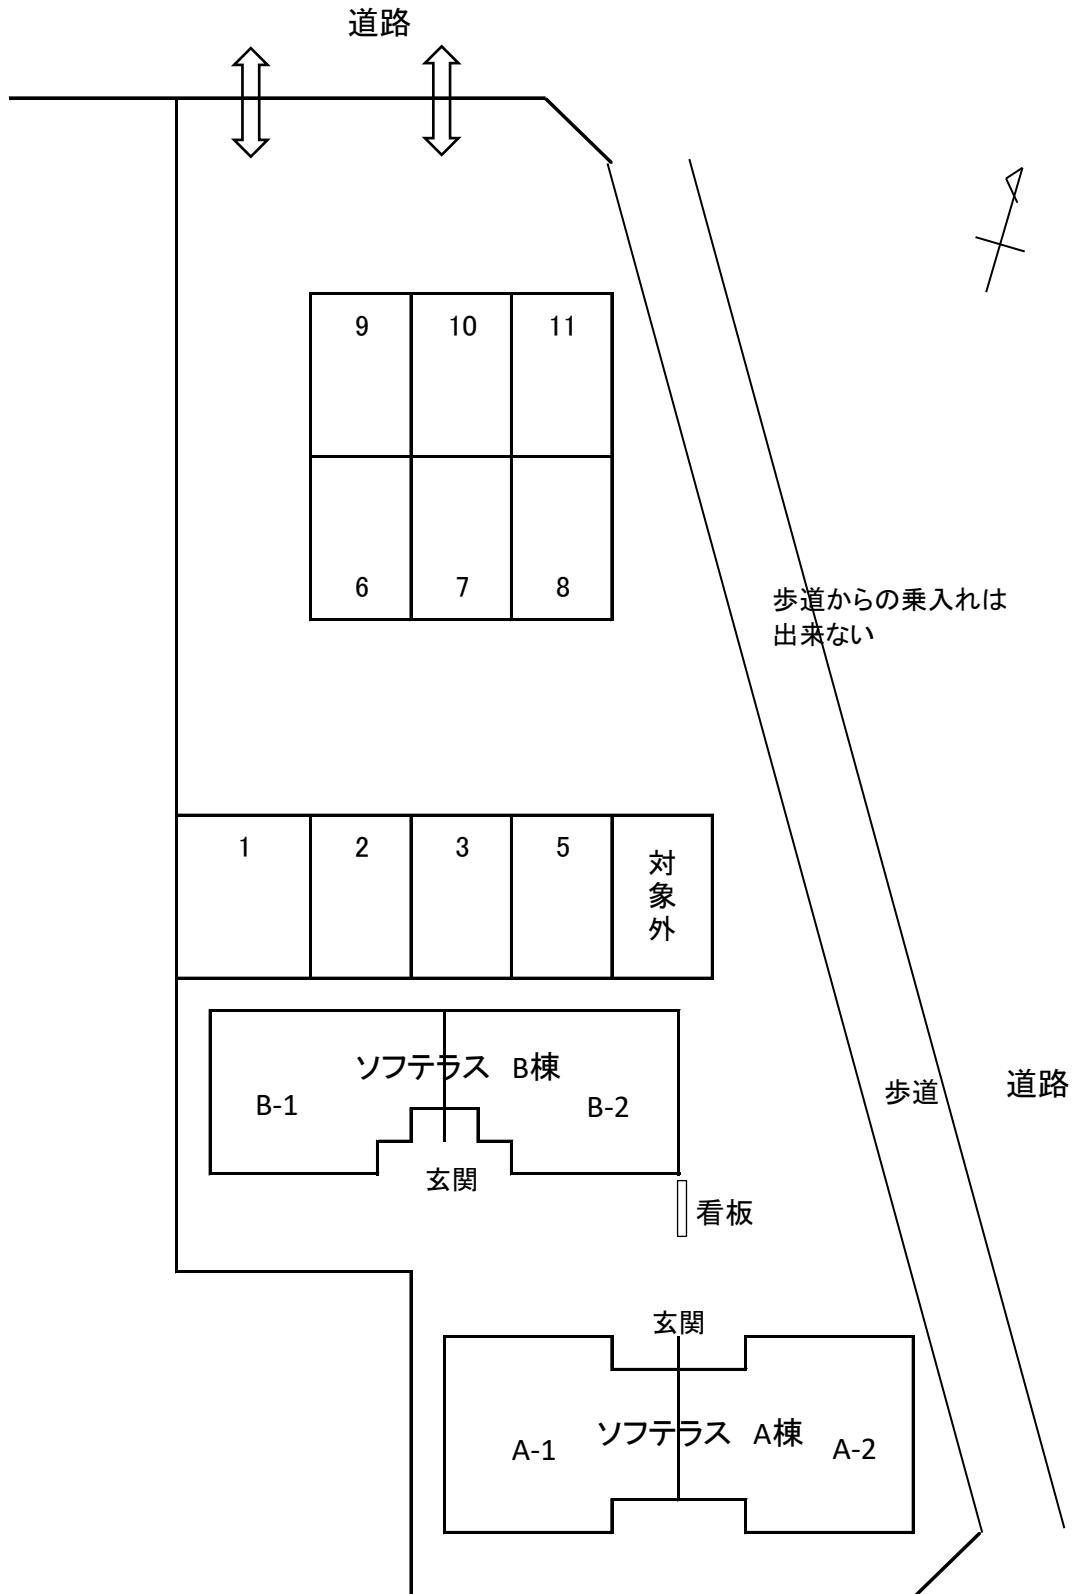 道路
9 10 11
6 7 8
歩道からの乗入れは
出来ない
1 2 3 5 対象外
ソフテラス B棟
B-1 B-2
歩道 道路
玄関
看板
玄関
ソフテラス A棟
A-1 A-2